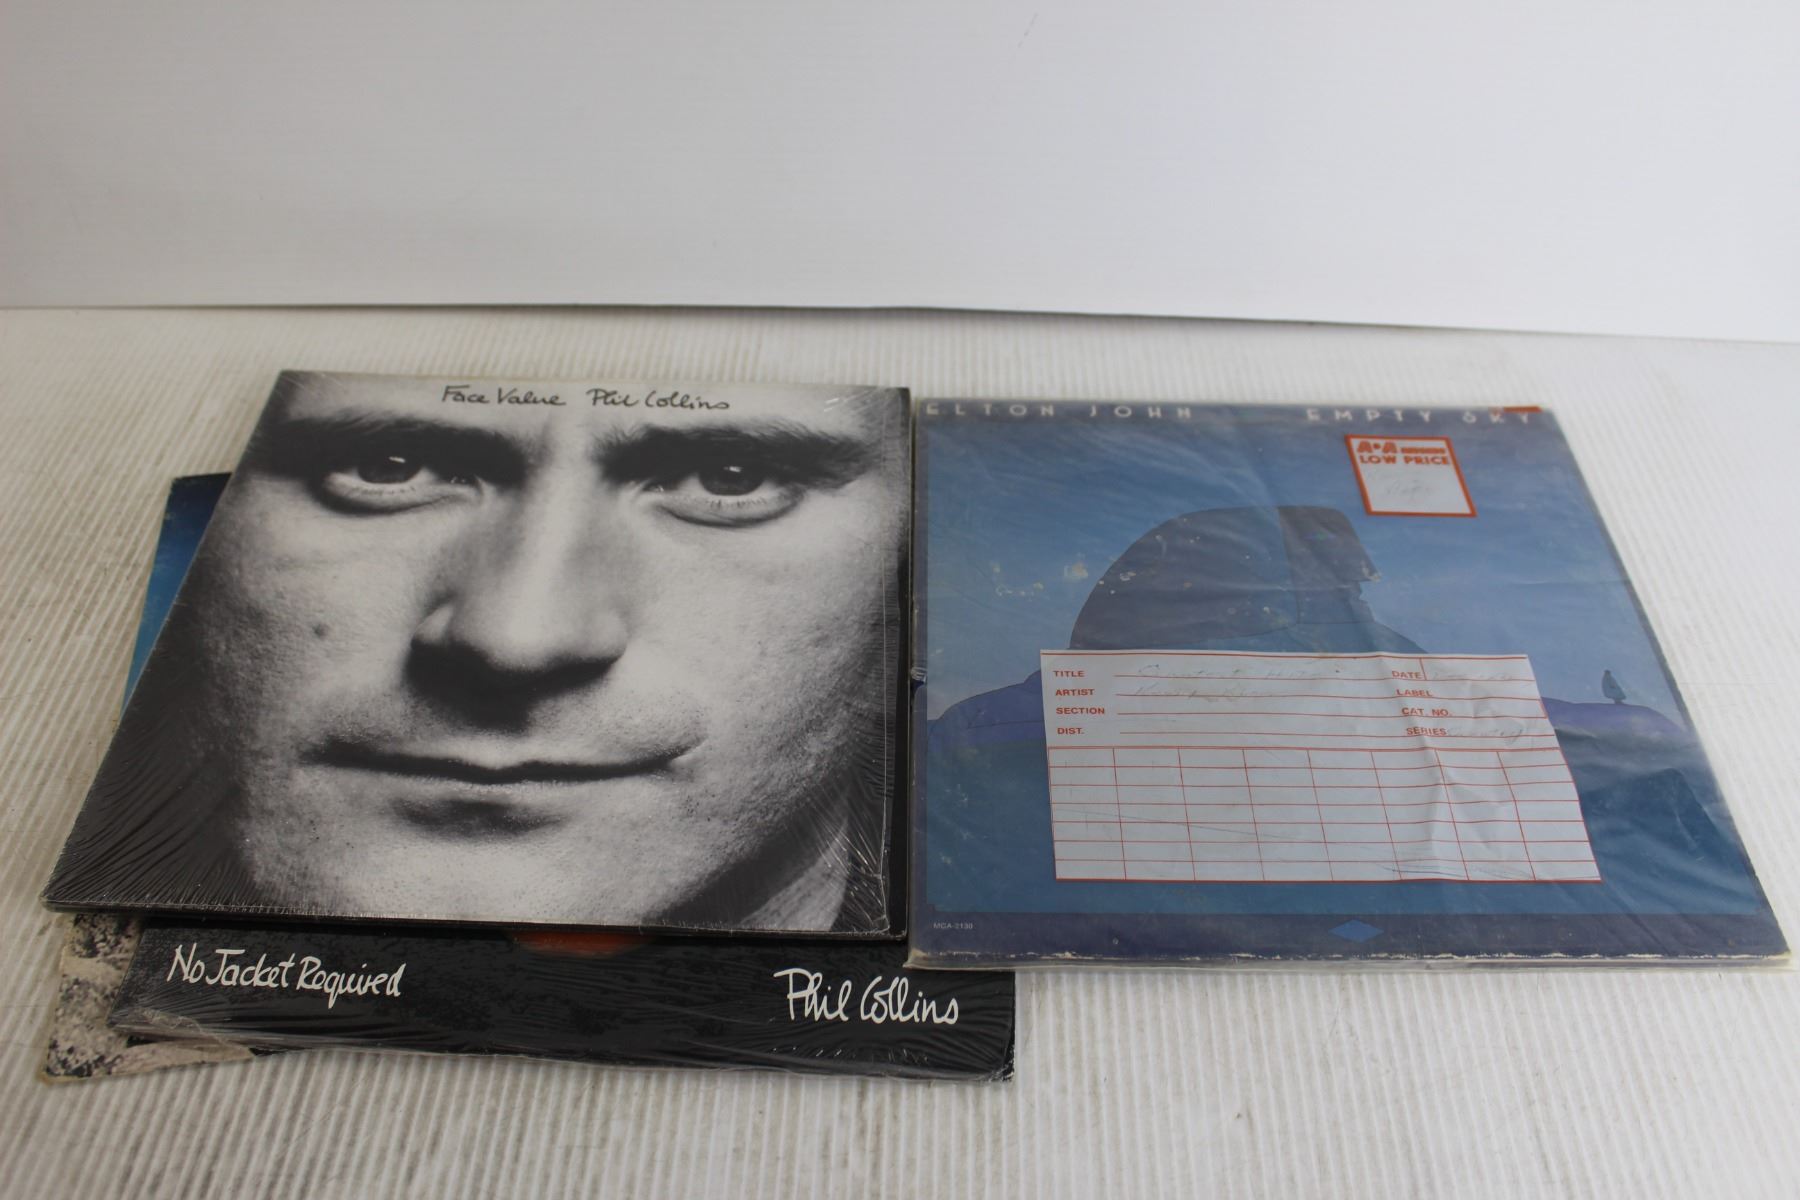 Face Value Phil Collins
No Jacket Required Phil Collins
ELTON JOHN EMPTY SKY
A•A
LOW PRICE
TITLE DATE
ARTIST LABEL
SECTION CAT. NO.
DIST. SERIES
MCA-2130